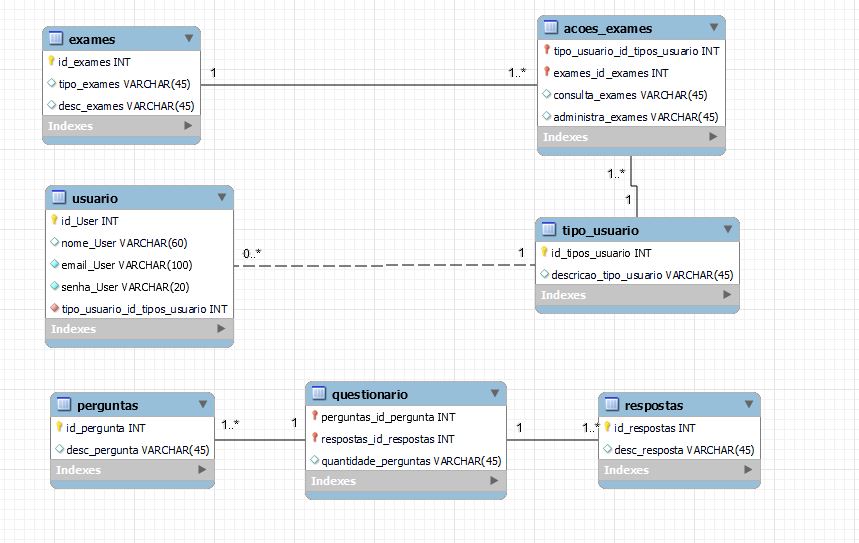 exames
id_exames INT
tipo_exames VARCHAR(45)
desc_exames VARCHAR(45)
Indexes
1
1..*
acoes_exames
tipo_usuario_id_tipos_usuario INT
exames_id_exames INT
consulta_exames VARCHAR(45)
administra_exames VARCHAR(45)
Indexes
1..*
1
usuario
id_User INT
nome_User VARCHAR(60)
email_User VARCHAR(100)
senha_User VARCHAR(20)
tipo_usuario_id_tipos_usuario INT
Indexes
0..*
1
tipo_usuario
id_tipos_usuario INT
descricao_tipo_usuario VARCHAR(45)
Indexes
perguntas
id_pergunta INT
desc_pergunta VARCHAR(45)
Indexes
1..*
1
questionario
perguntas_id_pergunta INT
respostas_id_respostas INT
quantidade_perguntas VARCHAR(45)
Indexes
1
1..*
respostas
id_respostas INT
desc_resposta VARCHAR(45)
Indexes